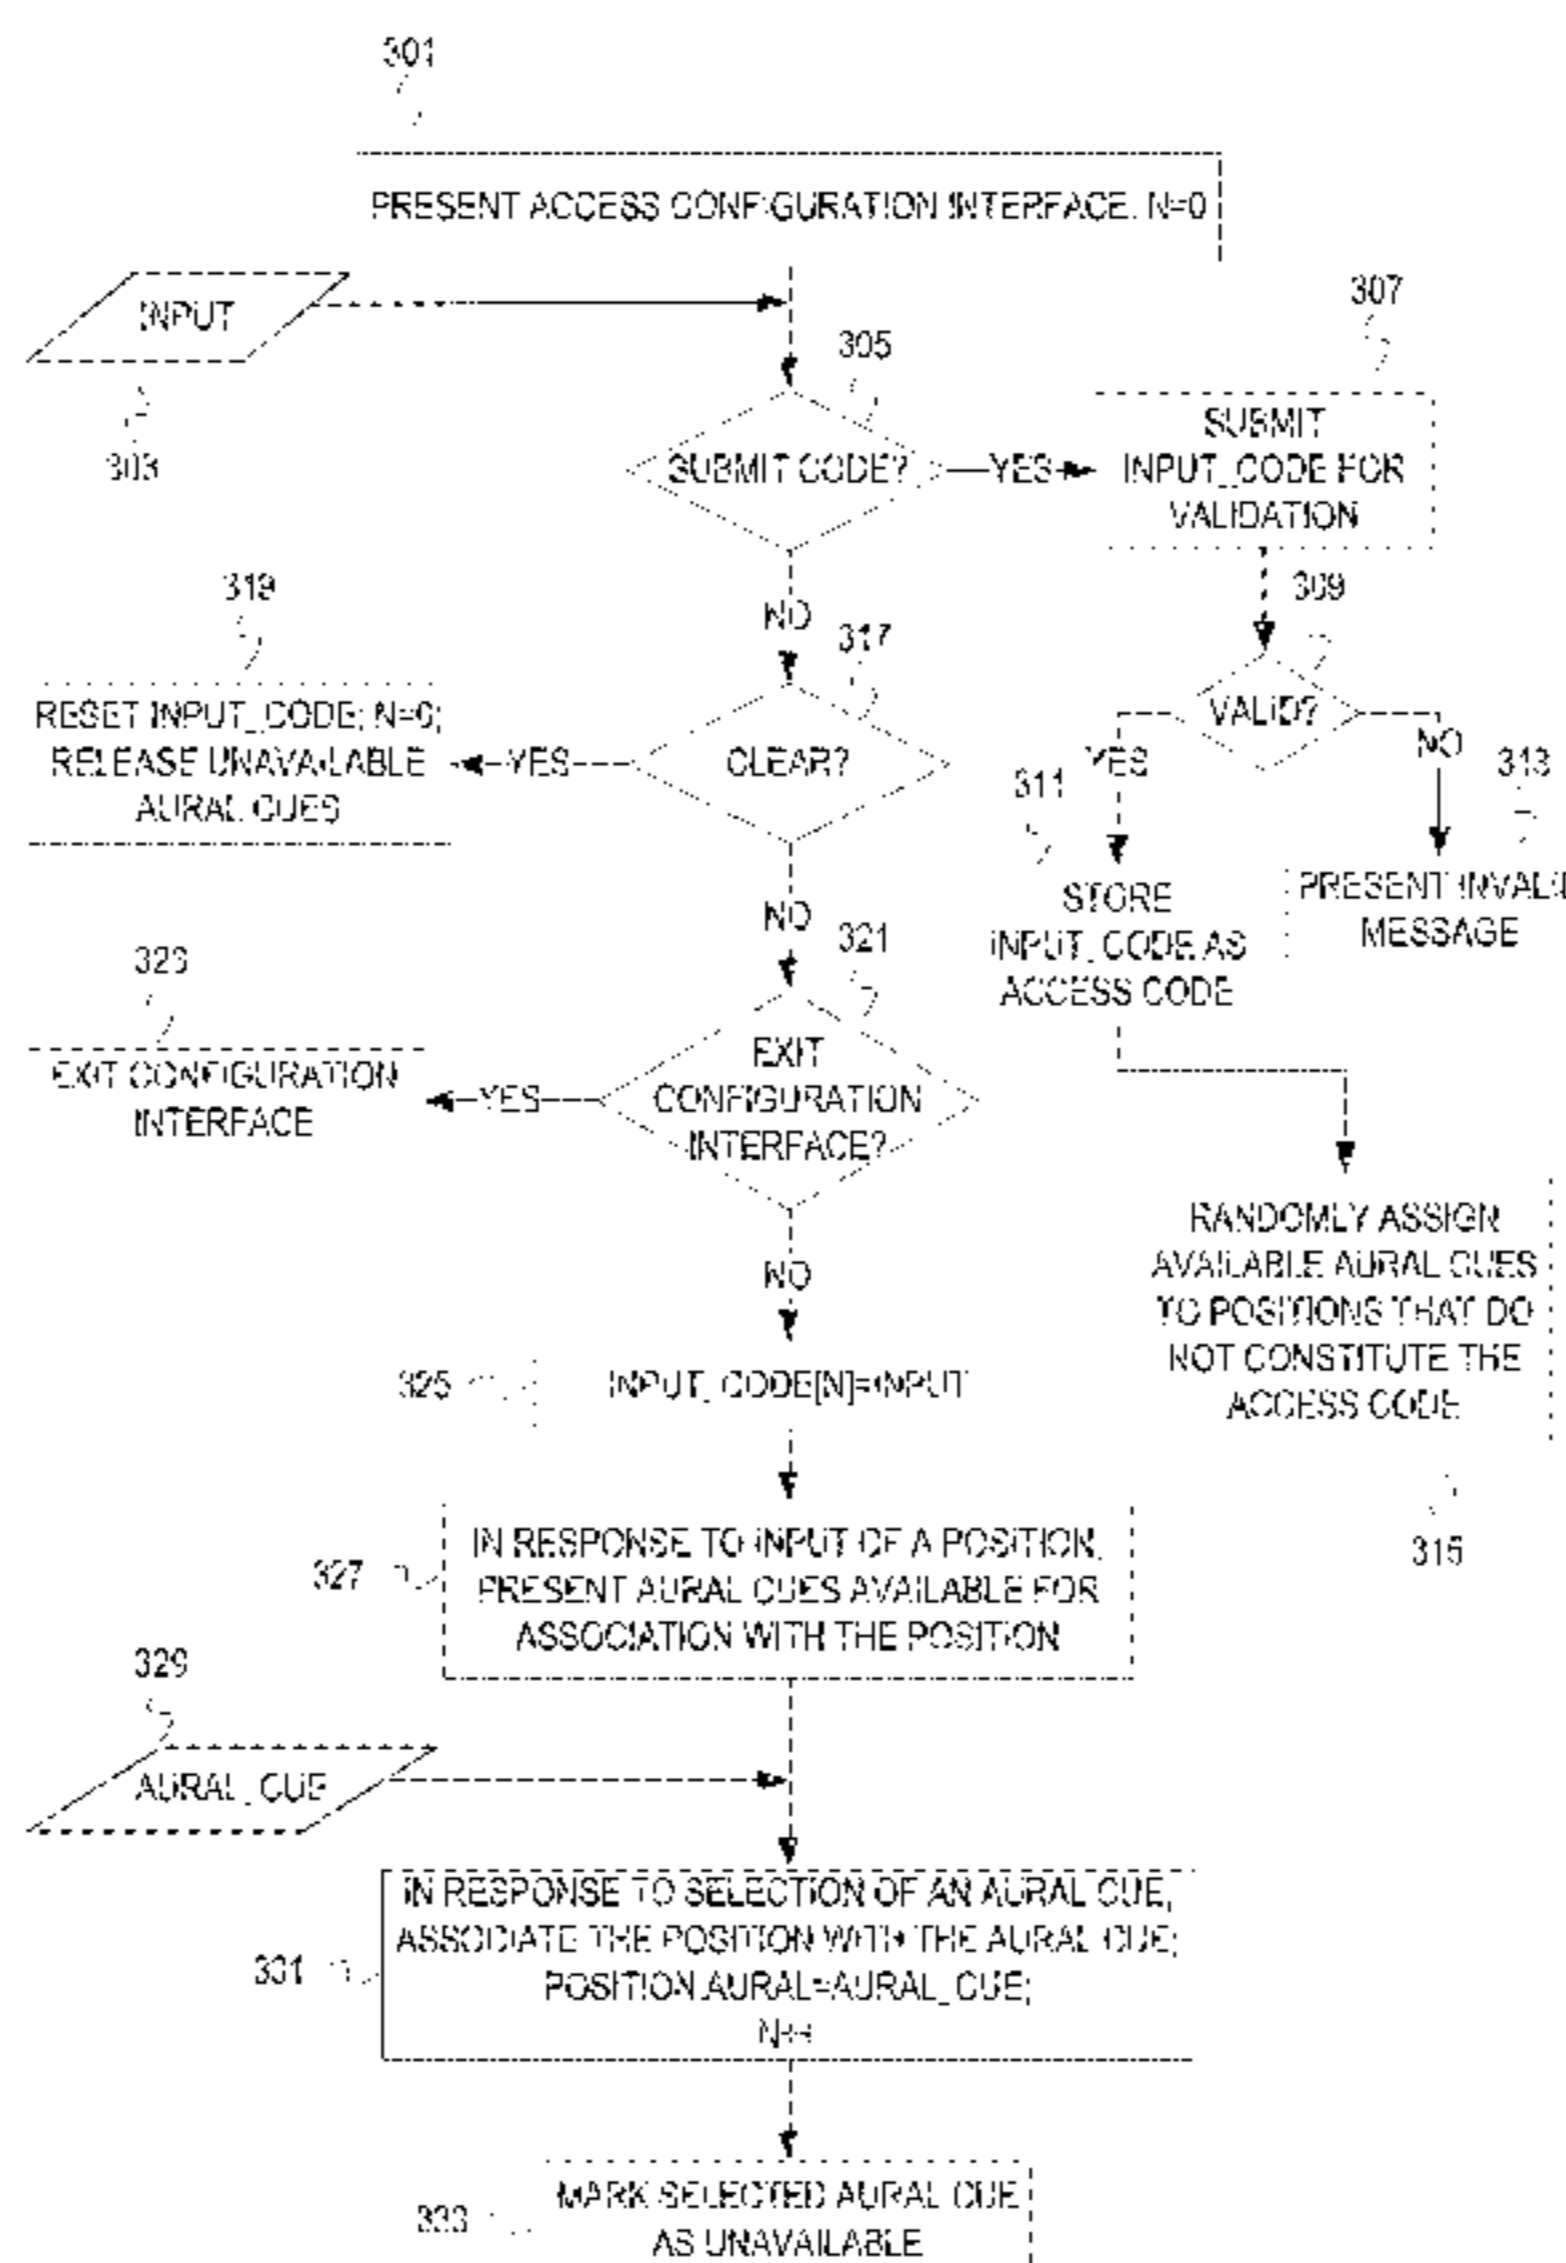 301
PRESENT ACCESS CONFIGURATION INTERFACE. N=0
INPUT
303
305
SUBMIT CODE?
YES
307
SUBMIT
INPUT_CODE FOR
VALIDATION
309
VALID?
YES
NO
311
STORE
INPUT_CODE AS
ACCESS CODE
313
PRESENT INVALID
MESSAGE
NO
317
CLEAR?
YES
319
RESET INPUT_CODE; N=0;
RELEASE UNAVAILABLE
AURAL CUES
NO
321
EXIT
CONFIGURATION
INTERFACE?
YES
323
EXIT CONFIGURATION
INTERFACE
RANDOMLY ASSIGN
AVAILABLE AURAL CUES
TO POSITIONS THAT DO
NOT CONSTITUTE THE
ACCESS CODE
315
NO
325
INPUT_CODE[N]=INPUT
327
IN RESPONSE TO INPUT OF A POSITION,
PRESENT AURAL CUES AVAILABLE FOR
ASSOCIATION WITH THE POSITION
329
AURAL_CUE
331
IN RESPONSE TO SELECTION OF AN AURAL CUE,
ASSOCIATE THE POSITION WITH THE AURAL CUE;
POSITION.AURAL=AURAL_CUE;
N++
333
MARK SELECTED AURAL CUE
AS UNAVAILABLE